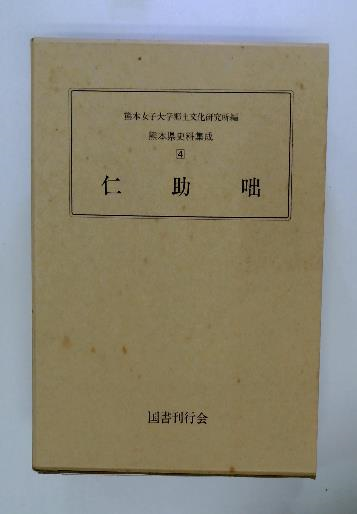 熊本女子大学郷土文化研究所編
熊本県史料集成
4
仁助咄
国書刊行会